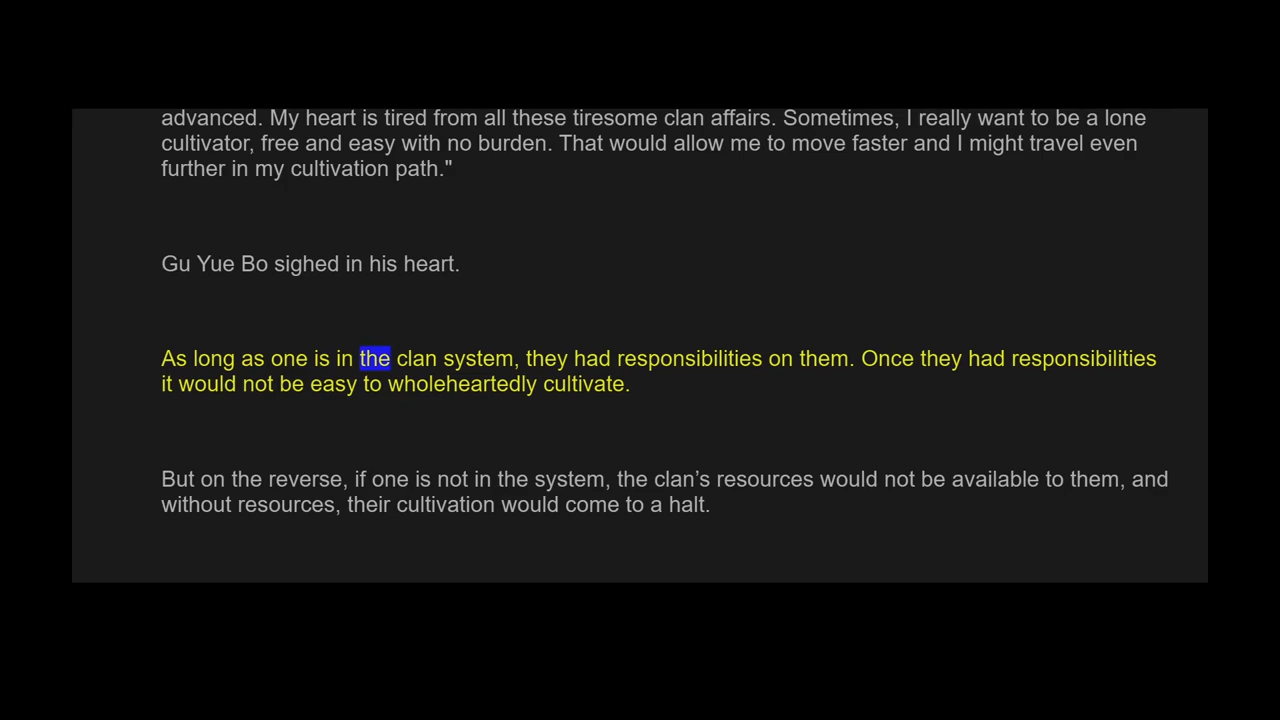 advanced. My heart is tired from all these tiresome clan affairs. Sometimes, I really want to be a lone
cultivator, free and easy with no burden. That would allow me to move faster and I might travel even
further in my cultivation path."
Gu Yue Bo sighed in his heart.
As long as one is in the clan system, they had responsibilities on them. Once they had responsibilities
it would not be easy to wholeheartedly cultivate.
But on the reverse, if one is not in the system, the clan’s resources would not be available to them, and
without resources, their cultivation would come to a halt.